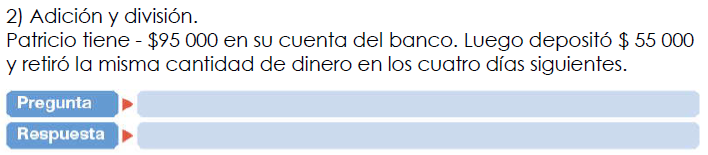 2) Adición y división.
Patricio tiene - $95 000 en su cuenta del banco. Luego depositó $ 55 000
y retiró la misma cantidad de dinero en los cuatro días siguientes.
Pregunta
Respuesta